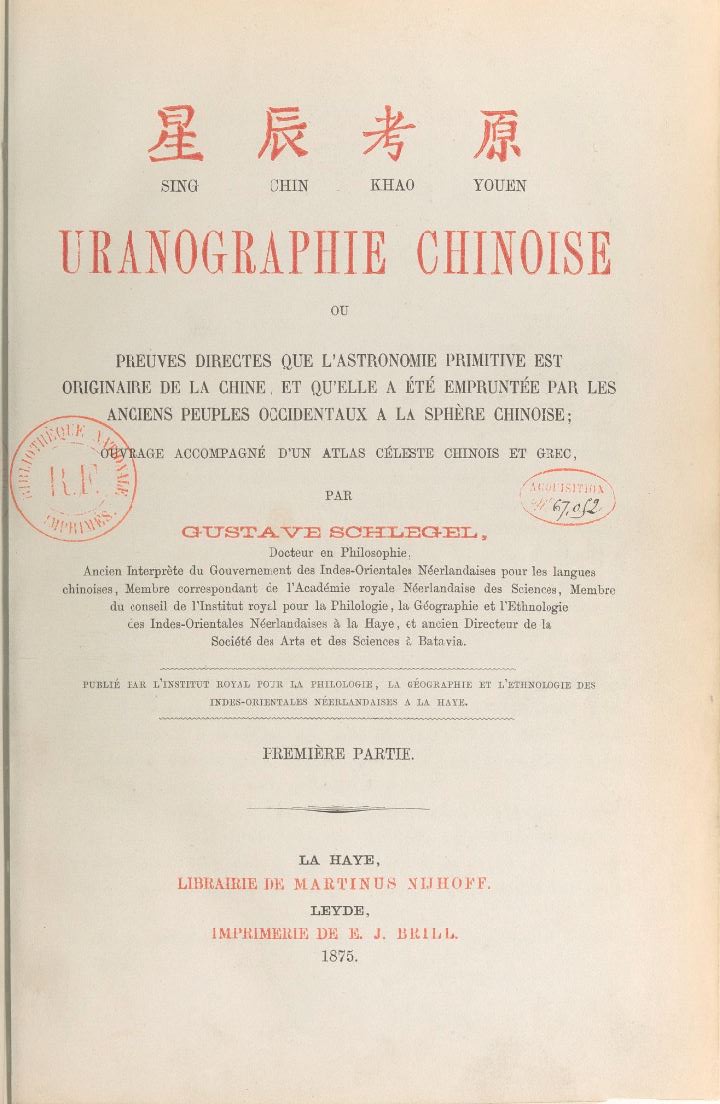 星 辰 考 原
SING CHIN KHAO YOUEN
URANOGRAPHIE CHINOISE
OU
PREUVES DIRECTES QUE L'ASTRONOMIE PRIMITIVE EST
ORIGINAIRE DE LA CHINE, ET QU'ELLE A ÉTÉ EMPRUNTÉE PAR LES
ANCIENS PEUPLES OCCIDENTAUX A LA SPHÈRE CHINOISE;
OUVRAGE ACCOMPAGNÉ D'UN ATLAS CÉLESTE CHINOIS ET GREC,
BIBLIOTHÈQUE NATIONALE
R.F.
IMPRIMÉS.
ACQUISITION
No 67,052
PAR
GUSTAVE SCHLEGEL,
Docteur en Philosophie,
Ancien Interprète du Gouvernement des Indes-Orientales Néerlandaises pour les langues
chinoises, Membre correspondant de l'Académie royale Néerlandaise des Sciences, Membre
du conseil de l'Institut royal pour la Philologie, la Géographie et l'Ethnologie
des Indes-Orientales Néerlandaises à la Haye, et ancien Directeur de la
Société des Arts et des Sciences à Batavia.
PUBLIÉ PAR L'INSTITUT ROYAL POUR LA PHILOLOGIE, LA GÉOGRAPHIE ET L'ETHNOLOGIE DES
INDES-ORIENTALES NÉERLANDAISES A LA HAYE.
PREMIÈRE PARTIE.
LA HAYE,
LIBRAIRIE DE MARTINUS NIJHOFF.
LEYDE,
IMPRIMERIE DE E. J. BRILL.
1875.